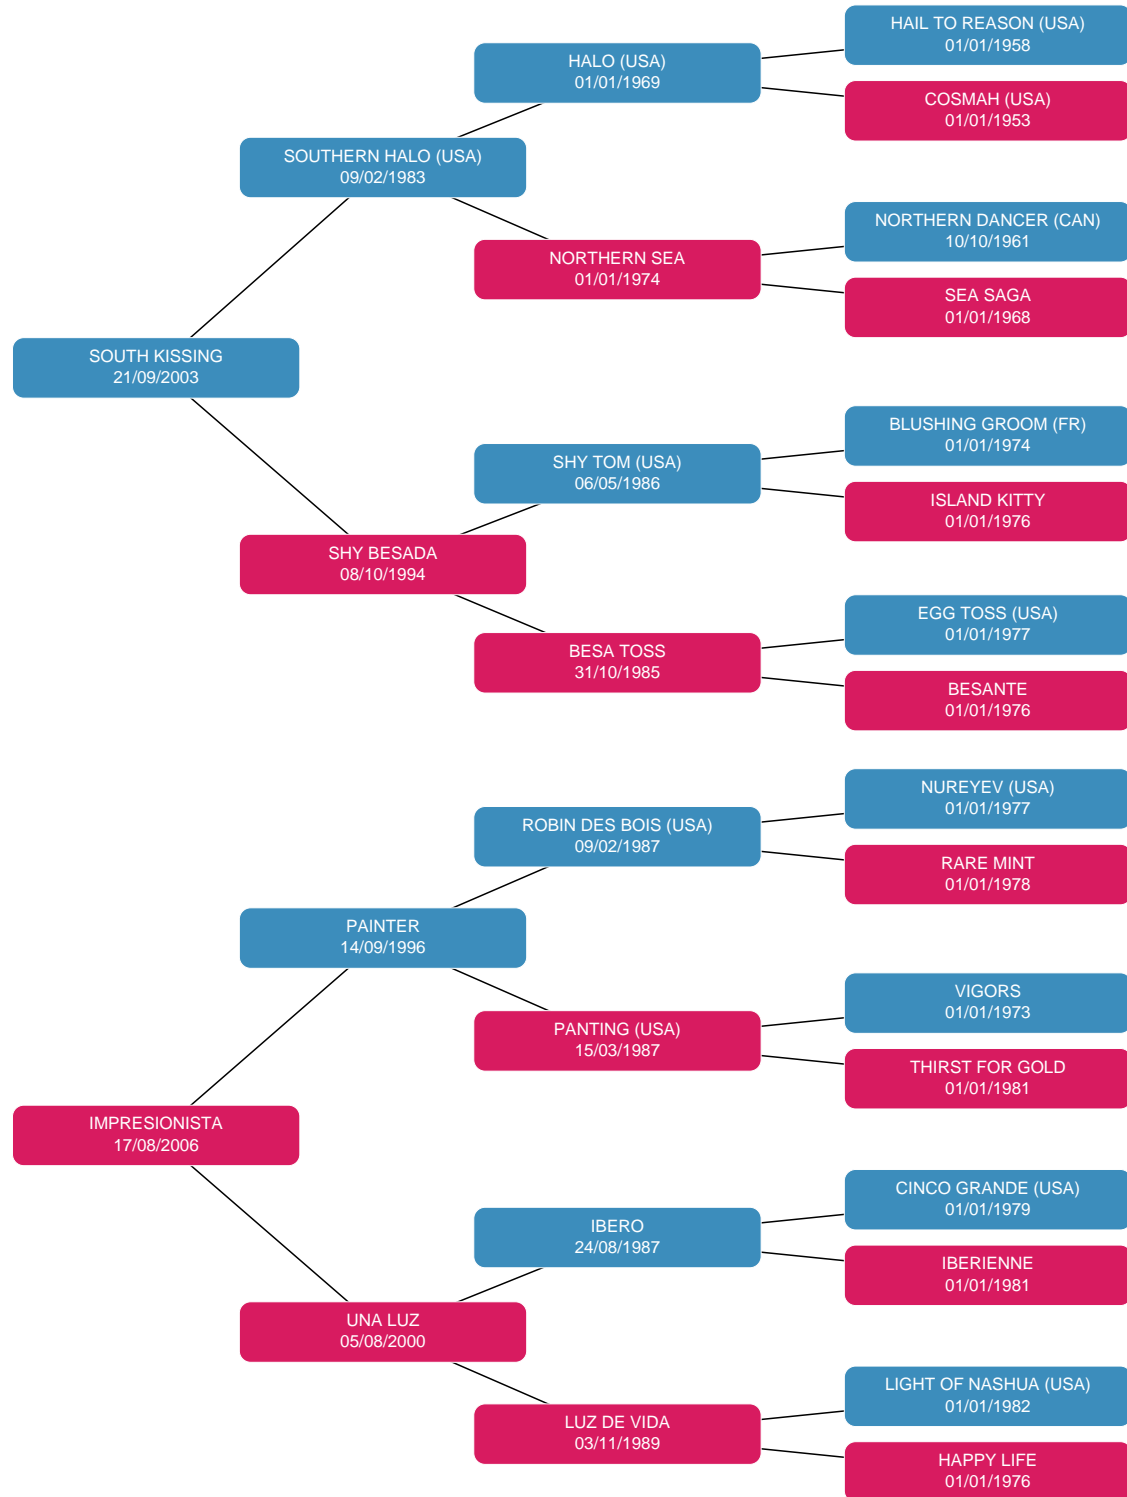 HAIL TO REASON (USA)
01/01/1958
HALO (USA)
01/01/1969
COSMAH (USA)
01/01/1953
SOUTHERN HALO (USA)
09/02/1983
NORTHERN DANCER (CAN)
10/10/1961
NORTHERN SEA
01/01/1974
SEA SAGA
01/01/1968
SOUTH KISSING
21/09/2003
BLUSHING GROOM (FR)
01/01/1974
SHY TOM (USA)
06/05/1986
ISLAND KITTY
01/01/1976
SHY BESADA
08/10/1994
EGG TOSS (USA)
01/01/1977
BESA TOSS
31/10/1985
BESANTE
01/01/1976
NUREYEV (USA)
01/01/1977
ROBIN DES BOIS (USA)
09/02/1987
RARE MINT
01/01/1978
PAINTER
14/09/1996
VIGORS
01/01/1973
PANTING (USA)
15/03/1987
THIRST FOR GOLD
01/01/1981
IMPRESIONISTA
17/08/2006
CINCO GRANDE (USA)
01/01/1979
IBERO
24/08/1987
IBERIENNE
01/01/1981
UNA LUZ
05/08/2000
LIGHT OF NASHUA (USA)
01/01/1982
LUZ DE VIDA
03/11/1989
HAPPY LIFE
01/01/1976